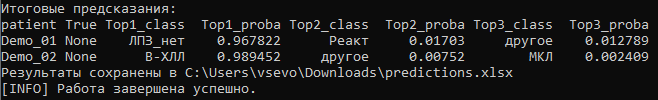 Итоговые предсказания:
patient True Top1_class Top1_proba Top2_class Top2_proba Top3_class Top3_proba
Demo_01 None ЛПЗ_нет 0.967822 Реакт 0.01703 другое 0.012789
Demo_02 None В-ХЛЛ 0.989452 другое 0.00752 МКЛ 0.002409
Результаты сохранены в C:\Users\vsevo\Downloads\predictions.xlsx
[INFO] Работа завершена успешно.